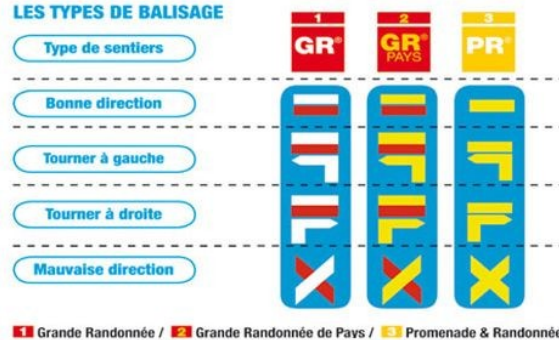 LES TYPES DE BALISAGE
1 2 3
Type de sentiers GR® GR® PAYS PR®
Bonne direction
Tourner à gauche
Tourner à droite
Mauvaise direction
1 Grande Randonnée / 2 Grande Randonnée de Pays / 3 Promenade & Randonnée